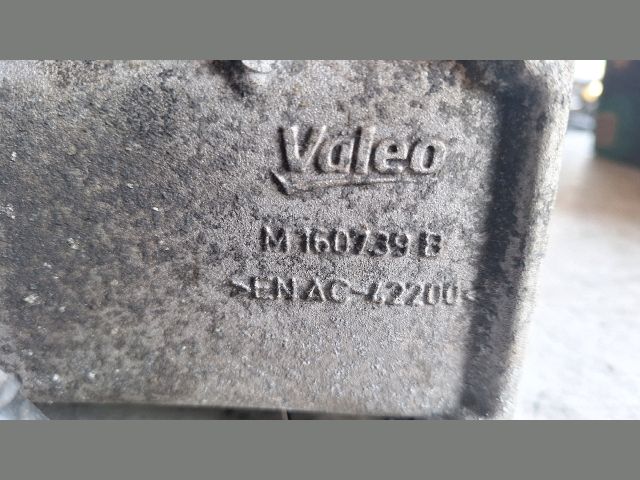 Valeo
M 160739 B
>EN AC-42200<